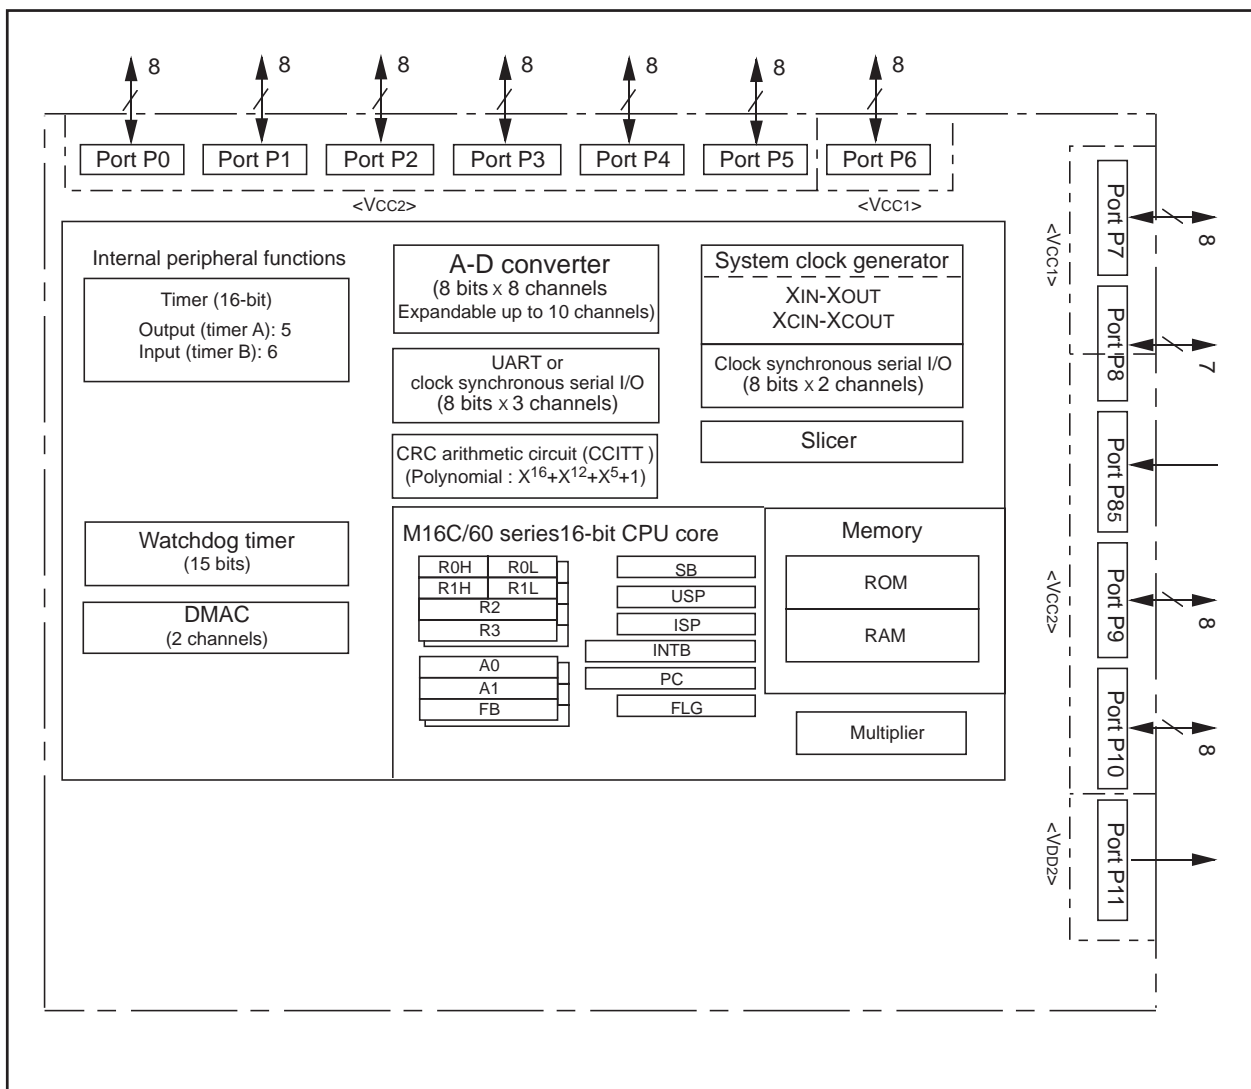 8 8 8 8 8 8 8
Port P0 Port P1 Port P2 Port P3 Port P4 Port P5 Port P6
<VCC2> <VCC1>
Internal peripheral functions
Timer (16-bit)
Output (timer A): 5
Input (timer B): 6
A-D converter
(8 bits x 8 channels
Expandable up to 10 channels)
System clock generator
XIN-XOUT
XCIN-XCOUT
UART or
clock synchronous serial I/O
(8 bits x 3 channels)
Clock synchronous serial I/O
(8 bits x 2 channels)
CRC arithmetic circuit (CCITT )
(Polynomial : X¹⁶+X¹²+X⁵+1)
Slicer
Watchdog timer
(15 bits)
DMAC
(2 channels)
M16C/60 series16-bit CPU core
R0H R0L
R1H R1L
R2
R3
A0
A1
FB
SB
USP
ISP
INTB
PC
FLG
Memory
ROM
RAM
Multiplier
<VCC1>
Port P7
8
Port P8
7
Port P85
<VCC2>
Port P9
8
Port P10
8
<VDD2>
Port P11